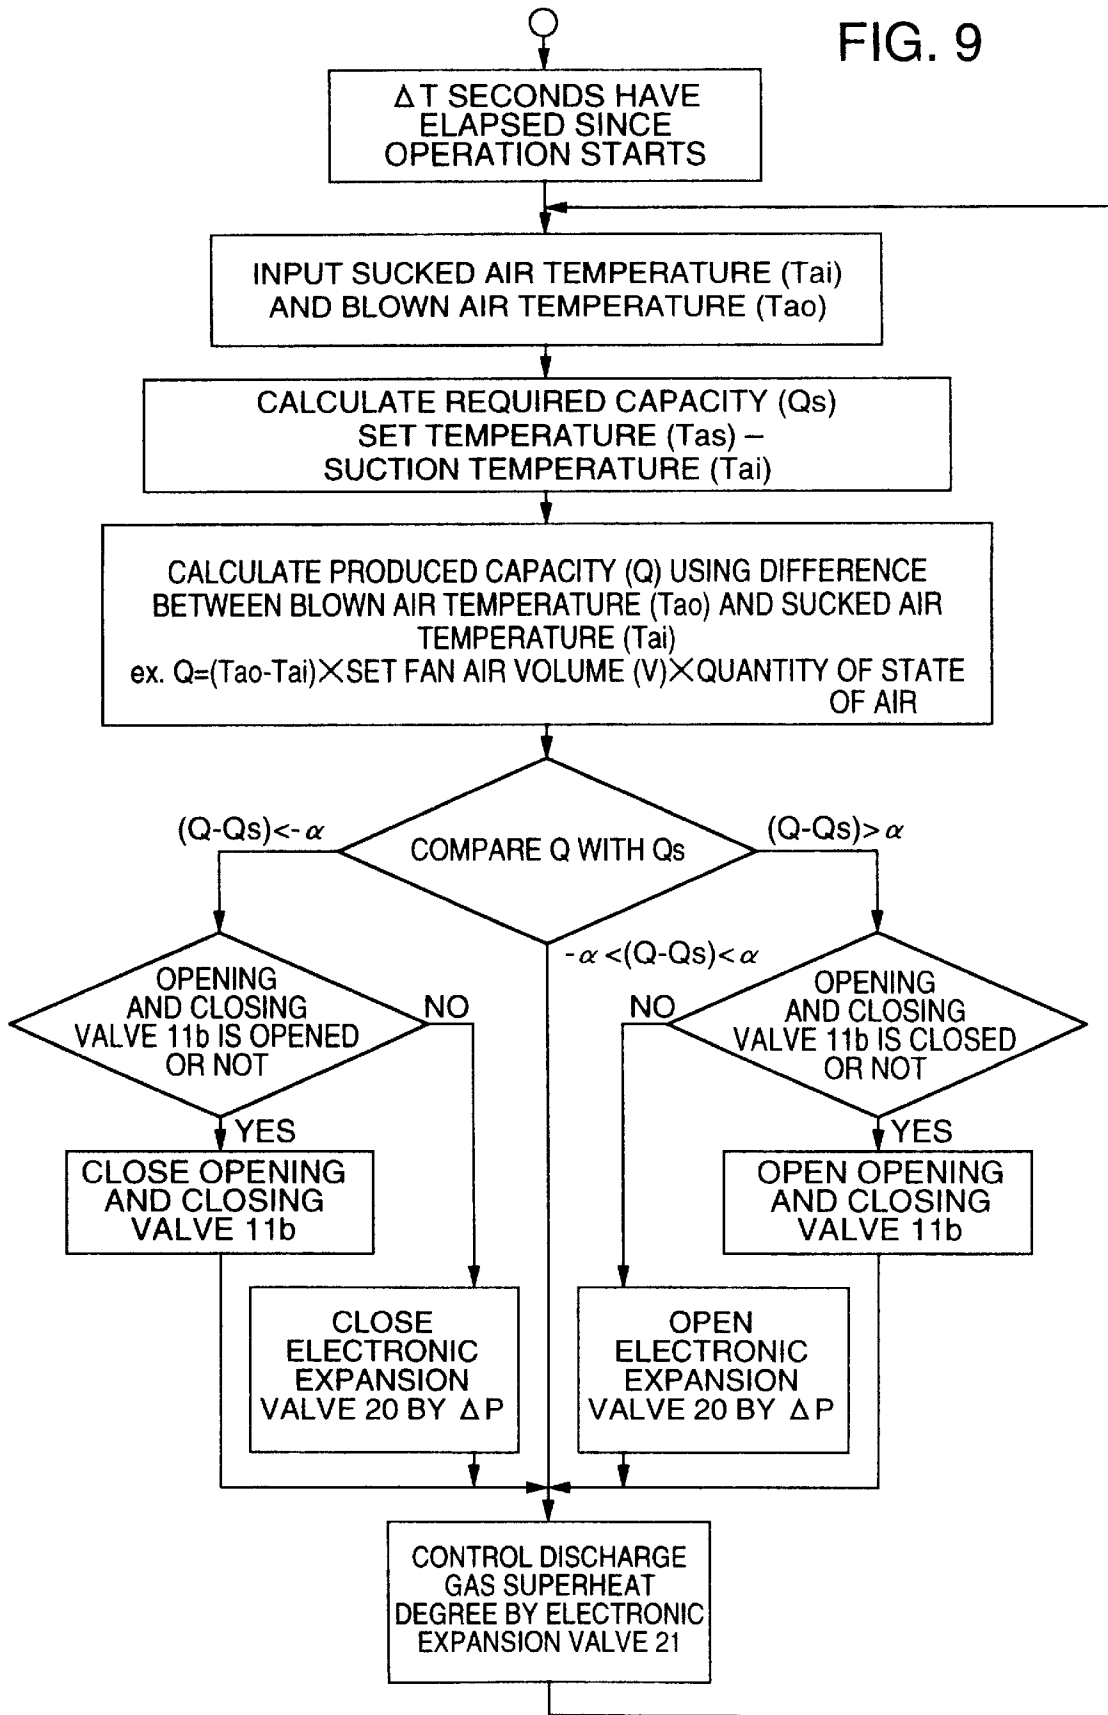 FIG. 9
ΔT SECONDS HAVE
ELAPSED SINCE
OPERATION STARTS
INPUT SUCKED AIR TEMPERATURE (Tai)
AND BLOWN AIR TEMPERATURE (Tao)
CALCULATE REQUIRED CAPACITY (Qs)
SET TEMPERATURE (Tas) –
SUCTION TEMPERATURE (Tai)
CALCULATE PRODUCED CAPACITY (Q) USING DIFFERENCE
BETWEEN BLOWN AIR TEMPERATURE (Tao) AND SUCKED AIR
TEMPERATURE (Tai)
ex. Q=(Tao-Tai)×SET FAN AIR VOLUME (V)×QUANTITY OF STATE
OF AIR
(Q-Qs)<-α
COMPARE Q WITH Qs
(Q-Qs)>α
-α<(Q-Qs)<α
OPENING
AND CLOSING
VALVE 11b IS OPENED
OR NOT
NO
YES
OPENING
AND CLOSING
VALVE 11b IS CLOSED
OR NOT
NO
YES
CLOSE OPENING
AND CLOSING
VALVE 11b
OPEN OPENING
AND CLOSING
VALVE 11b
CLOSE
ELECTRONIC
EXPANSION
VALVE 20 BY ΔP
OPEN
ELECTRONIC
EXPANSION
VALVE 20 BY ΔP
CONTROL DISCHARGE
GAS SUPERHEAT
DEGREE BY ELECTRONIC
EXPANSION VALVE 21